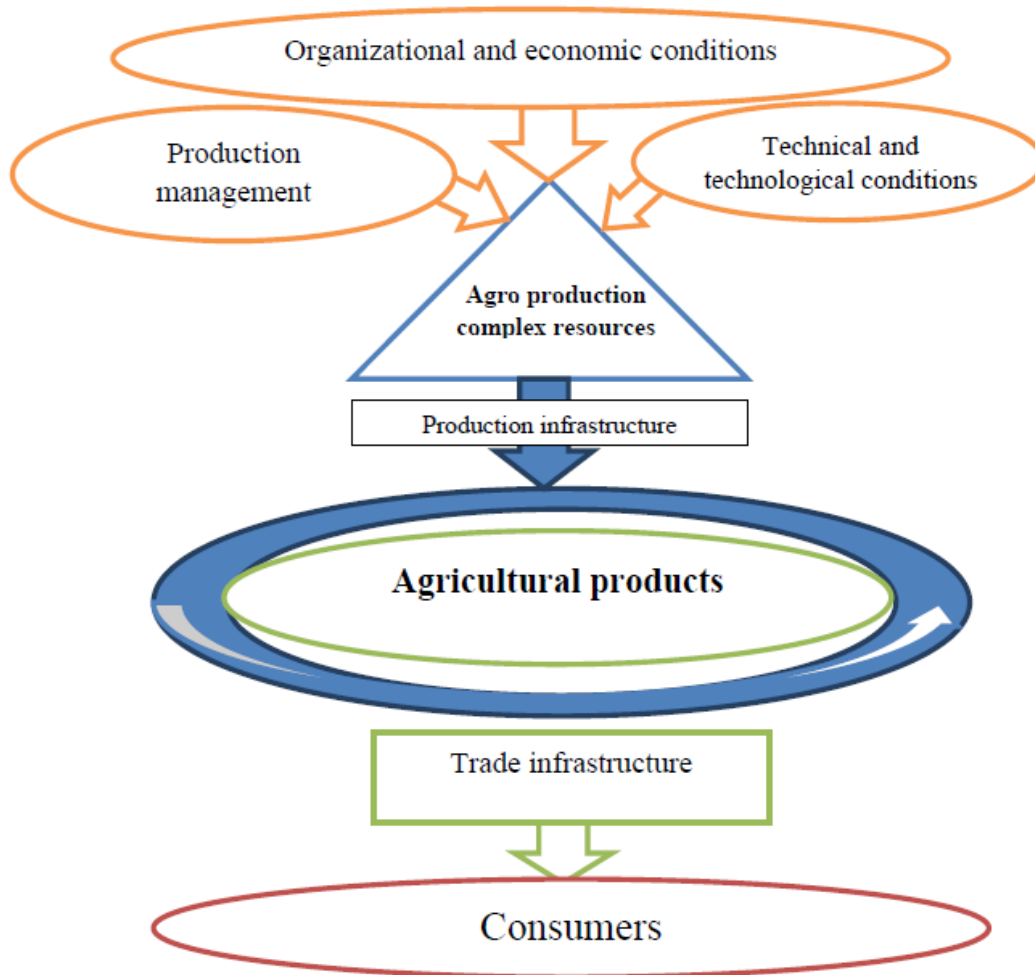 Organizational and economic conditions
Production
management
Technical and
technological conditions
Agro production
complex resources
Production infrastructure
Agricultural products
Trade infrastructure
Consumers